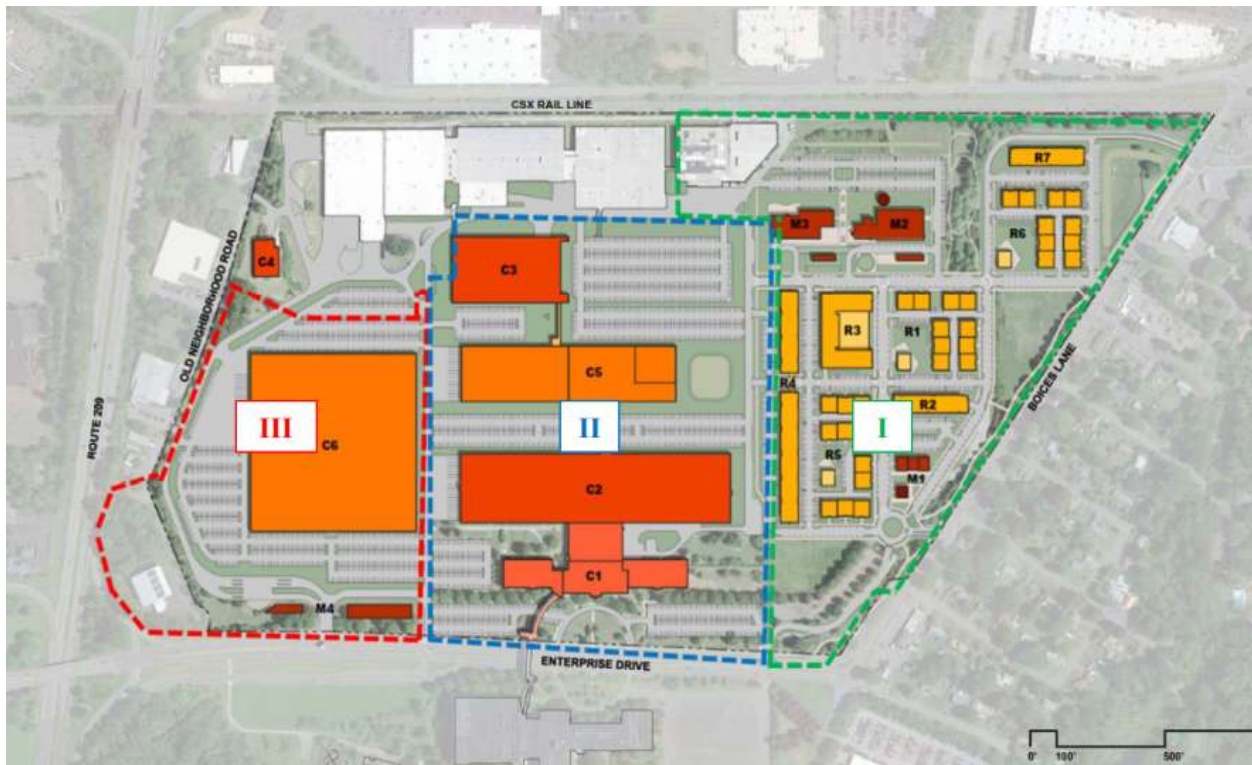 CSX RAIL LINE
R7
M3
M2
R6
C4
C3
OLD NEIGHBORHOOD ROAD
R3
R1
C5
R4
R2
BOICES LANE
ROUTE 209
III
II
I
C6
R5
M1
C2
C1
M4
ENTERPRISE DRIVE
0' 100' 500'